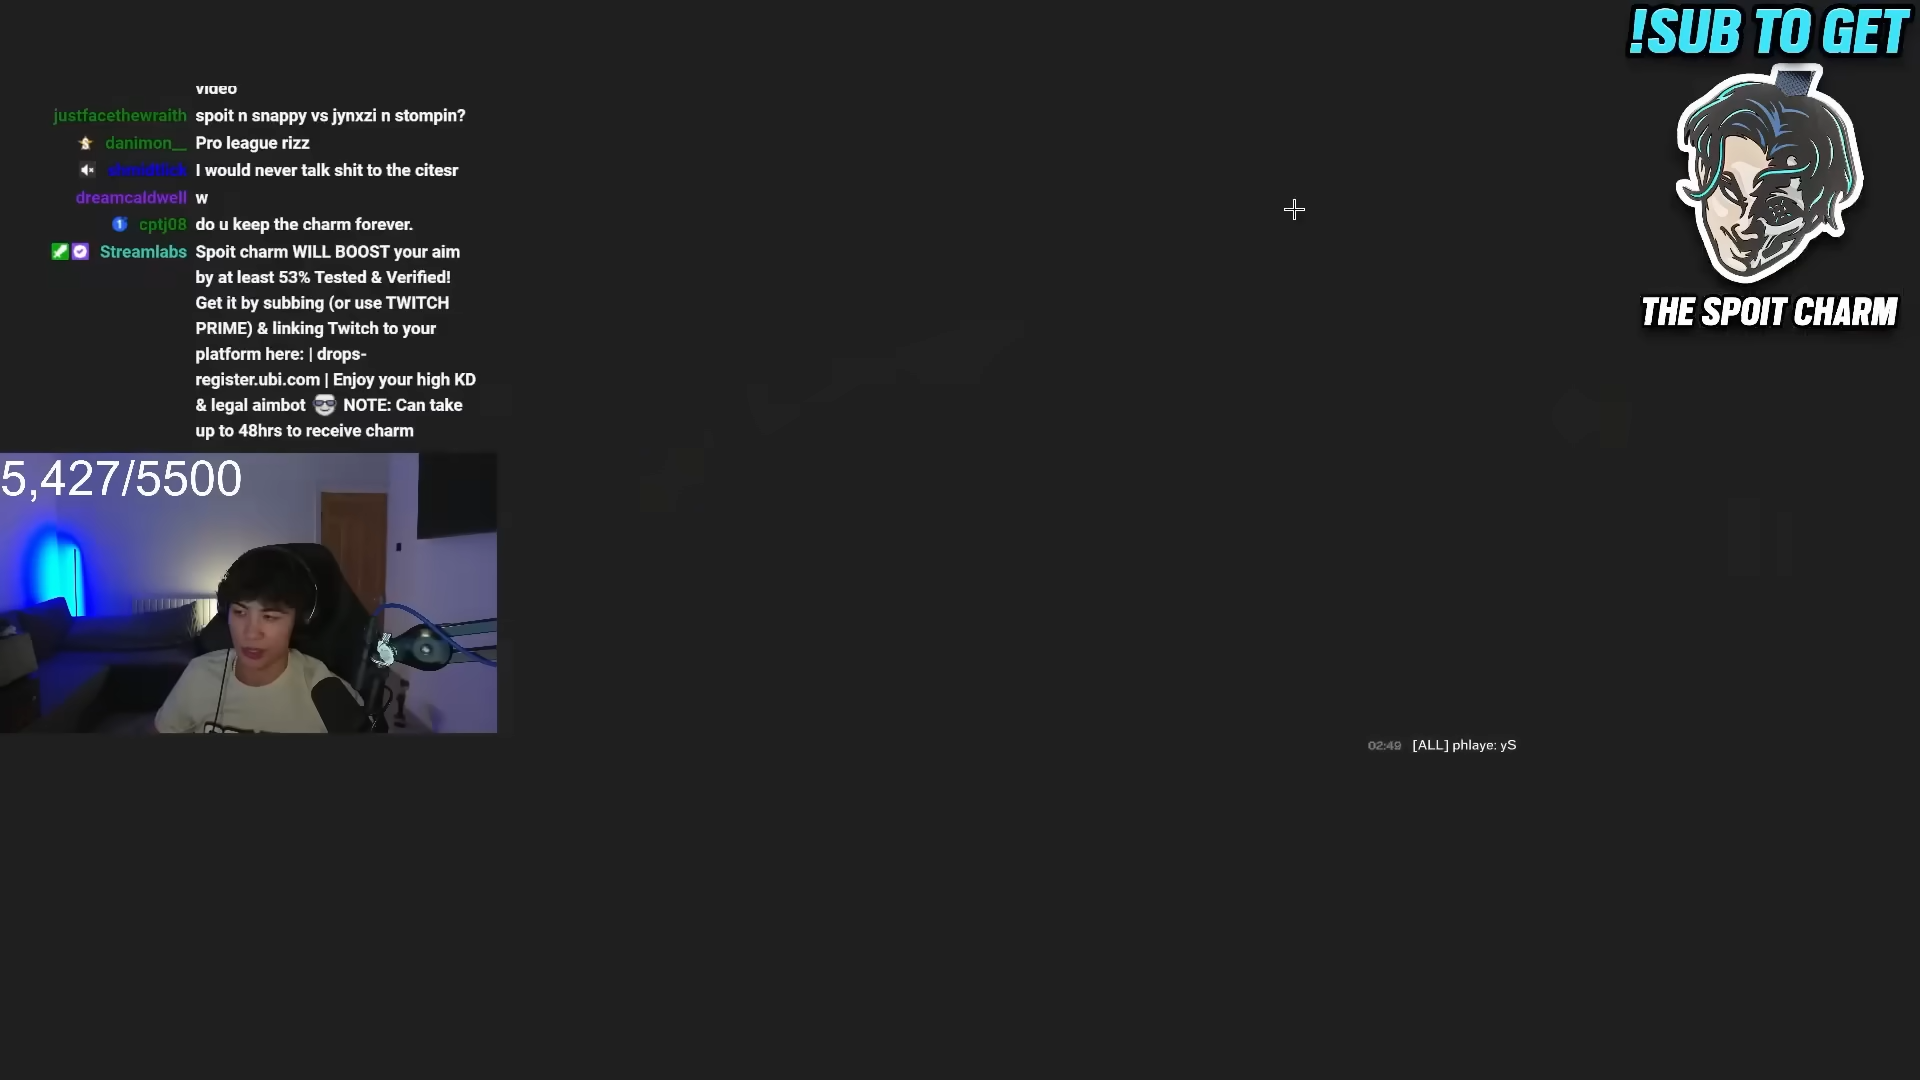 !SUB TO GET
video
justfacethewraith spoit n snappy vs jynxzi n stompin?
danimon__ Pro league rizz
I would never talk shit to the citesr
dreamcaldwell w
1 cptj08 do u keep the charm forever.
Streamlabs Spoit charm WILL BOOST your aim
by at least 53% Tested & Verified!
Get it by subbing (or use TWITCH
PRIME) & linking Twitch to your
platform here: | drops-
register.ubi.com | Enjoy your high KD
& legal aimbot NOTE: Can take
up to 48hrs to receive charm
THE SPOIT CHARM
5,427/5500
02:49 [ALL] phlaye: yS